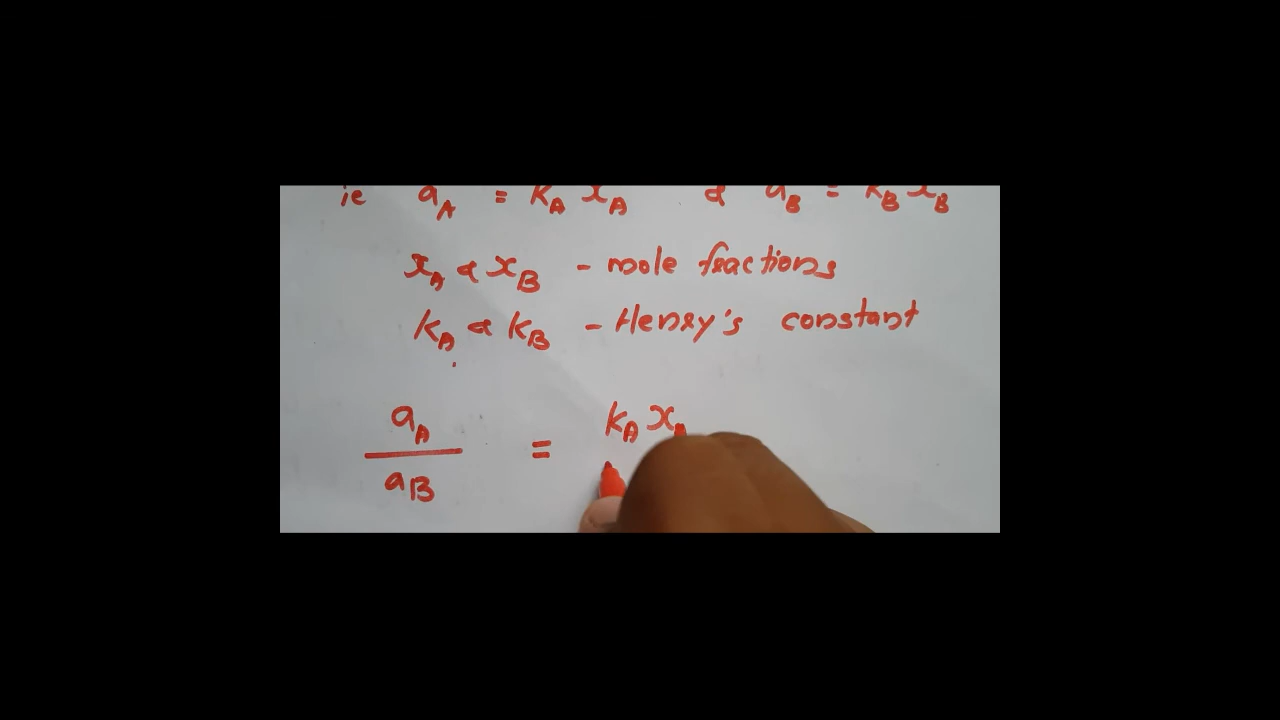 ie a_A = K_A x_A & a_B = K_B x_B
x_A & x_B - mole fractions
K_A & K_B - Henry's constant
a_A / a_B = K_A x_A